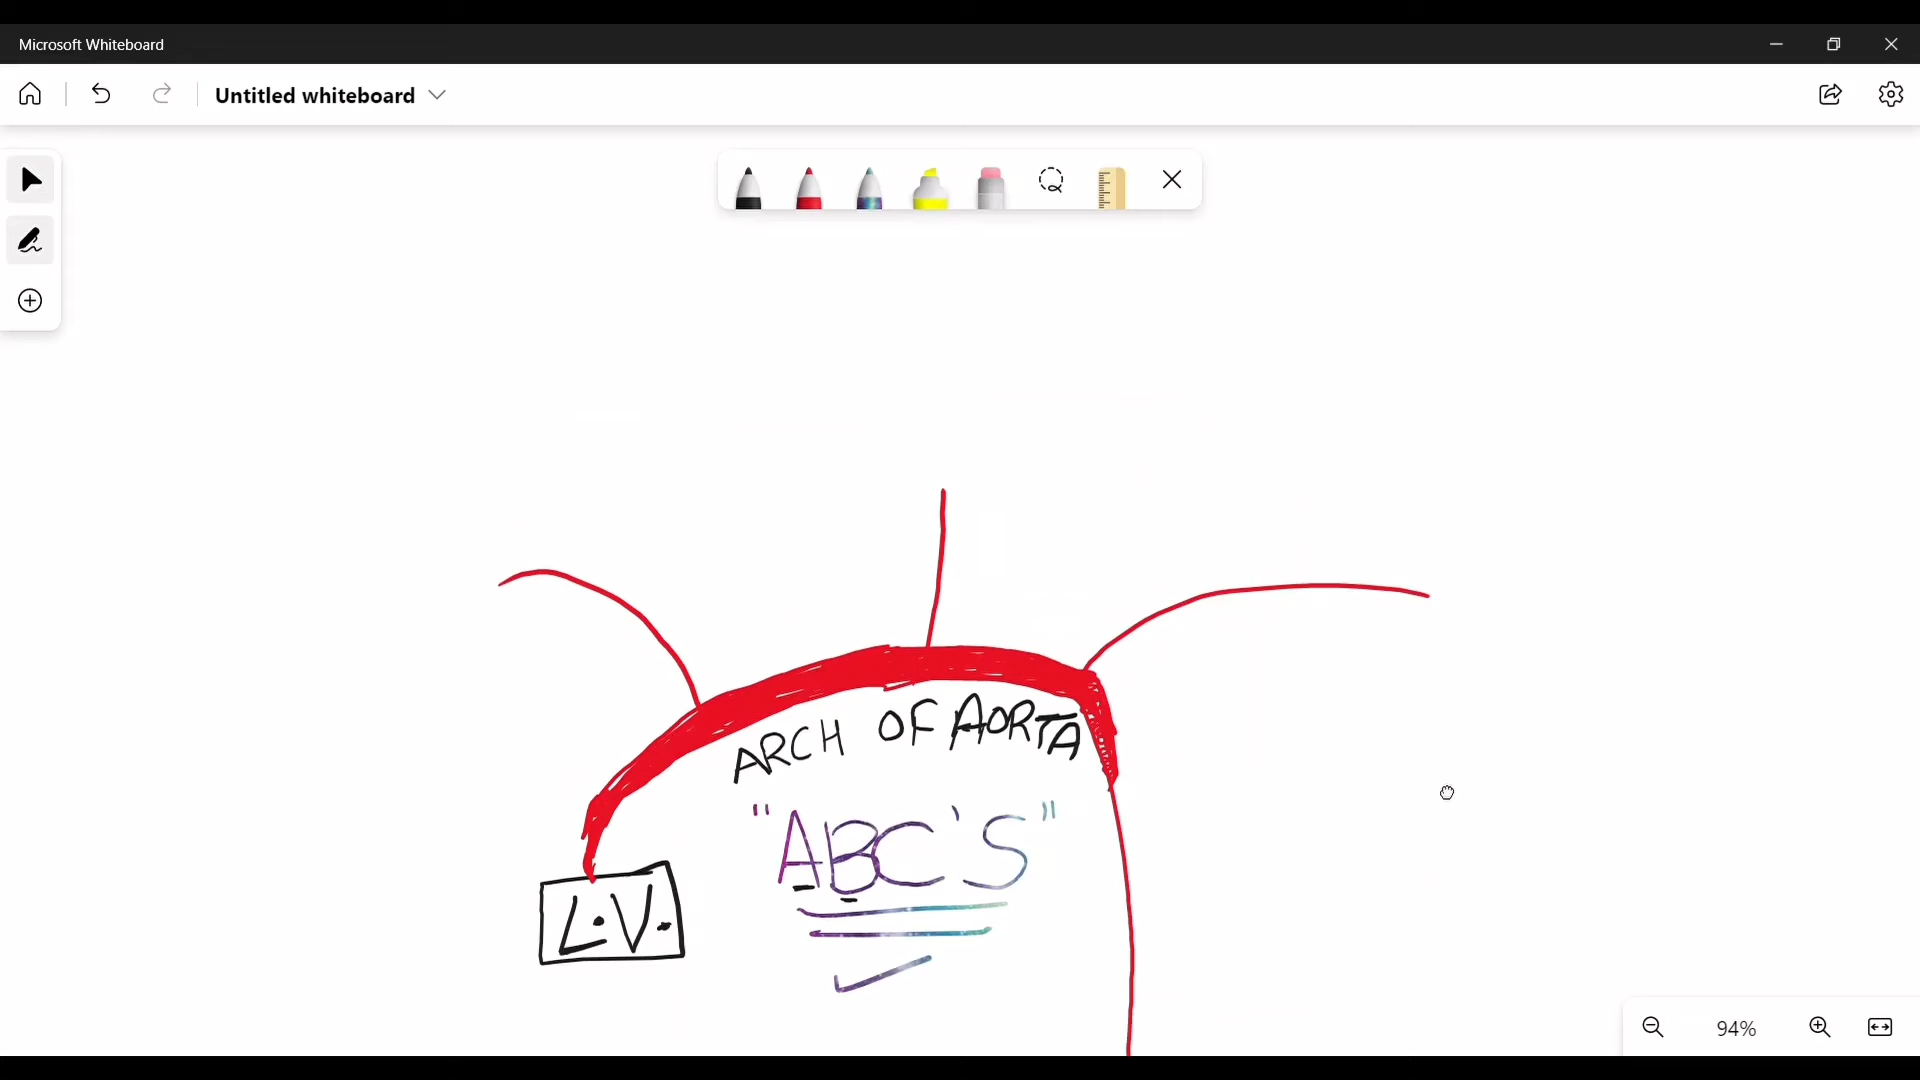 Microsoft Whiteboard
Untitled whiteboard
ARCH OF AORTA
"ABC'S"
L.V.
94%